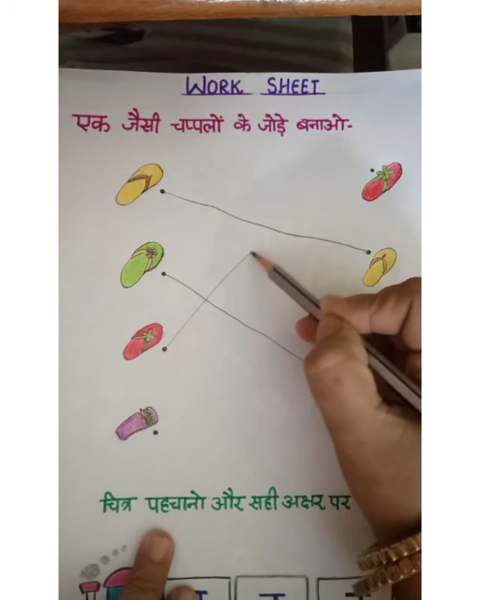 WORK SHEET
एक जैसी चप्पलों के जोड़े बनाओ-
चित्र पहचानो और सही अक्षर पर